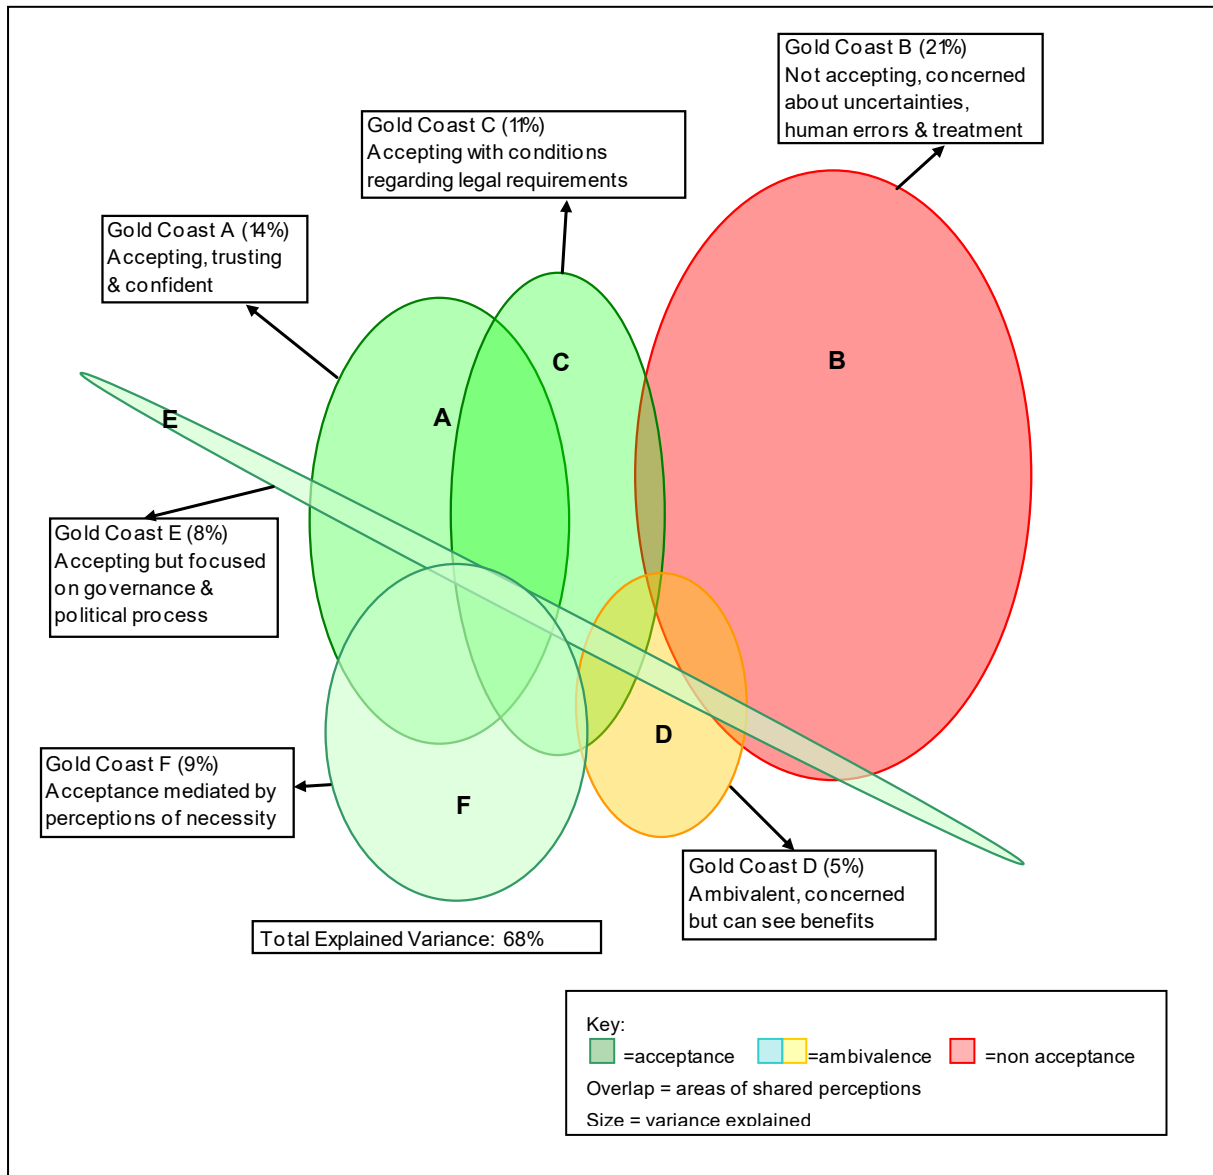 Gold Coast B (21%)
Not accepting, concerned
about uncertainties,
human errors & treatment
Gold Coast C (11%)
Accepting with conditions
regarding legal requirements
Gold Coast A (14%)
Accepting, trusting
& confident
C
B
A
E
Gold Coast E (8%)
Accepting but focused
on governance &
political process
D
Gold Coast F (9%)
Acceptance mediated by
perceptions of necessity
F
Gold Coast D (5%)
Ambivalent, concerned
but can see benefits
Total Explained Variance: 68%
Key:
=acceptance =ambivalence =non acceptance
Overlap = areas of shared perceptions
Size = variance explained